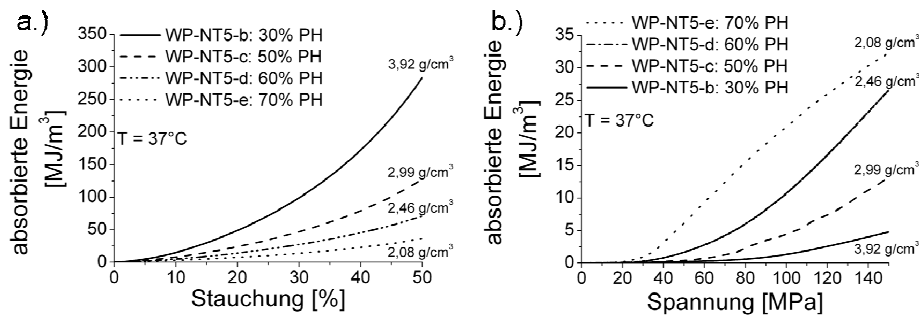 a.)
absorbierte Energie
[MJ/m³]
350
300
250
200
150
100
50
0
WP-NT5-b: 30% PH
WP-NT5-c: 50% PH
WP-NT5-d: 60% PH
WP-NT5-e: 70% PH
T = 37°C
3,92 g/cm³
2,99 g/cm³
2,46 g/cm³
2,08 g/cm³
0 10 20 30 40 50
Stauchung [%]
b.)
absorbierte Energie
[MJ/m³]
35
30
25
20
15
10
5
0
WP-NT5-e: 70% PH
WP-NT5-d: 60% PH
WP-NT5-c: 50% PH
WP-NT5-b: 30% PH
T = 37°C
2,08 g/cm³
2,46 g/cm³
2,99 g/cm³
3,92 g/cm³
0 20 40 60 80 100 120 140
Spannung [MPa]